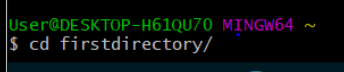 User@DESKTOP-H61QU70 MINGW64 ~
$ cd firstdirectory/